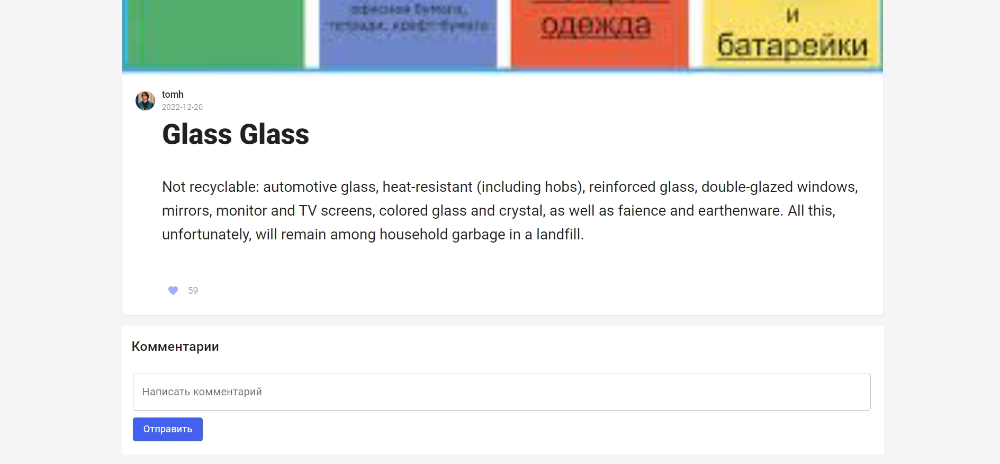 офисная бумага,
тетради, крафт-бумага
одежда
и
батарейки
tomh
2022-12-20
Glass Glass
Not recyclable: automotive glass, heat-resistant (including hobs), reinforced glass, double-glazed windows,
mirrors, monitor and TV screens, colored glass and crystal, as well as faience and earthenware. All this,
unfortunately, will remain among household garbage in a landfill.
59
Комментарии
Написать комментарий
Отправить